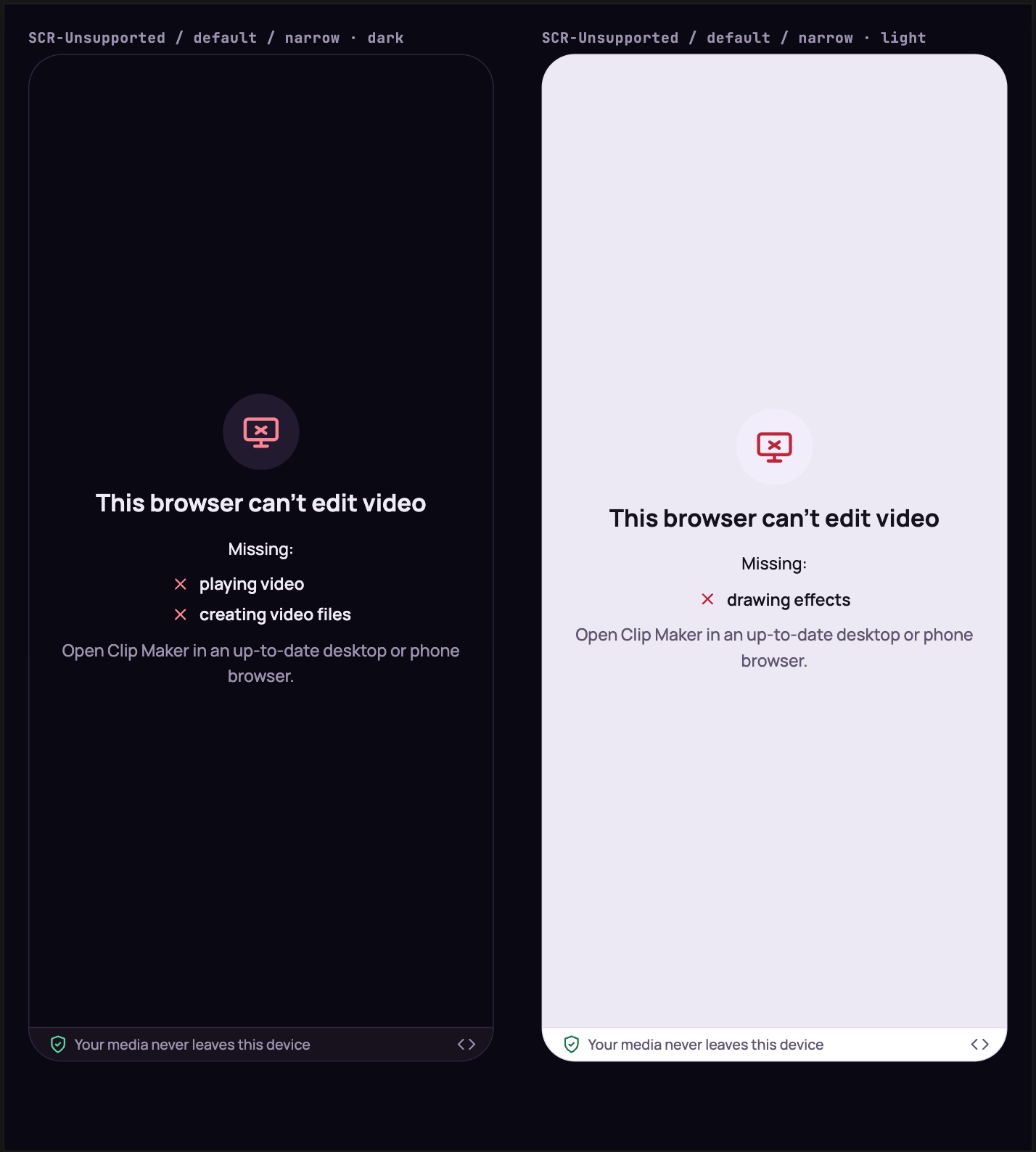 SCR-Unsupported / default / narrow · dark
This browser can't edit video
Missing:
playing video
creating video files
Open Clip Maker in an up-to-date desktop or phone
browser.
Your media never leaves this device
SCR-Unsupported / default / narrow · light
This browser can't edit video
Missing:
drawing effects
Open Clip Maker in an up-to-date desktop or phone
browser.
Your media never leaves this device